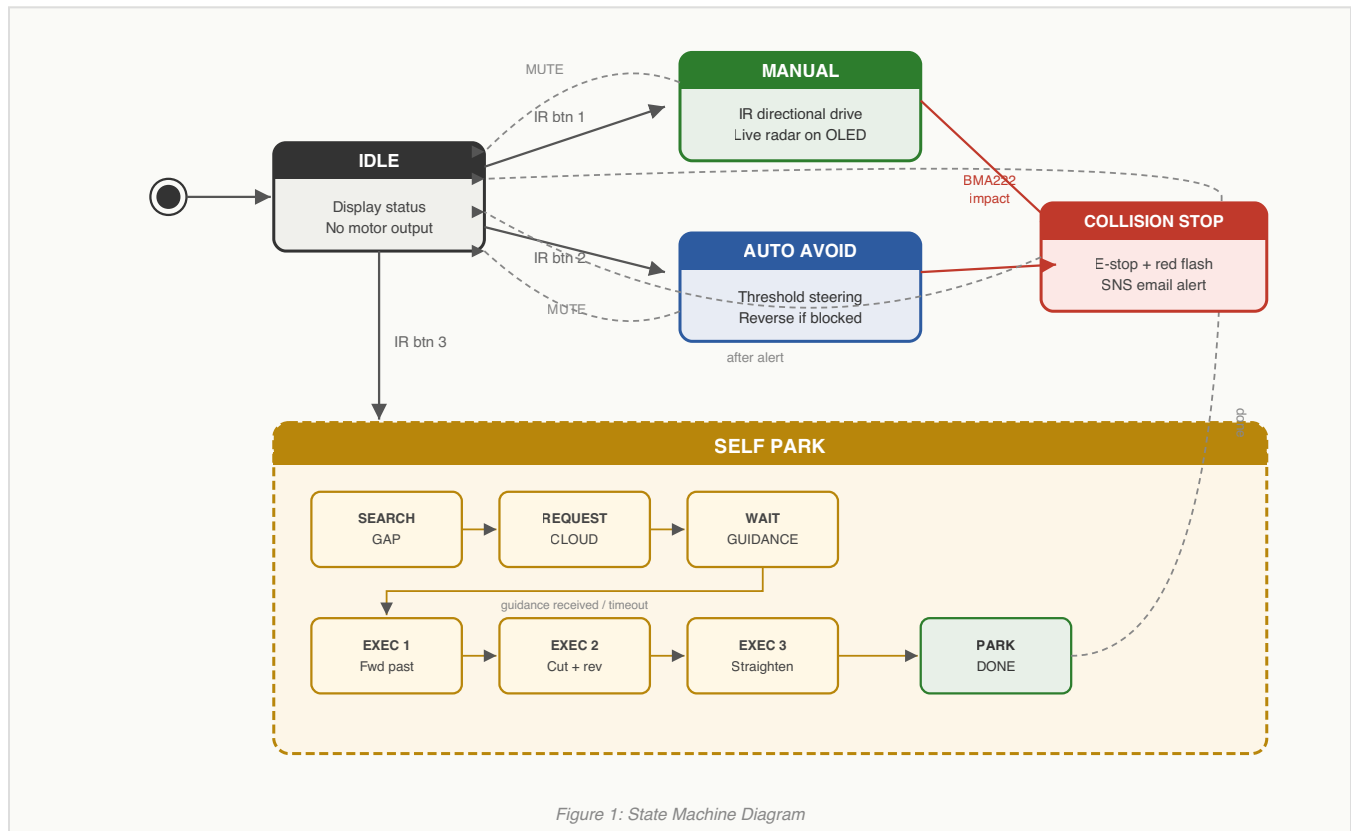 MUTE
MANUAL
IR btn 1
IR directional drive
Live radar on OLED
IDLE
Display status
No motor output
BMA222
impact
COLLISION STOP
E-stop + red flash
SNS email alert
IR btn 2
AUTO AVOID
Threshold steering
Reverse if blocked
MUTE
after alert
IR btn 3
done
SELF PARK
SEARCH
GAP
REQUEST
CLOUD
WAIT
GUIDANCE
guidance received / timeout
EXEC 1
Fwd past
EXEC 2
Cut + rev
EXEC 3
Straighten
PARK
DONE
Figure 1: State Machine Diagram